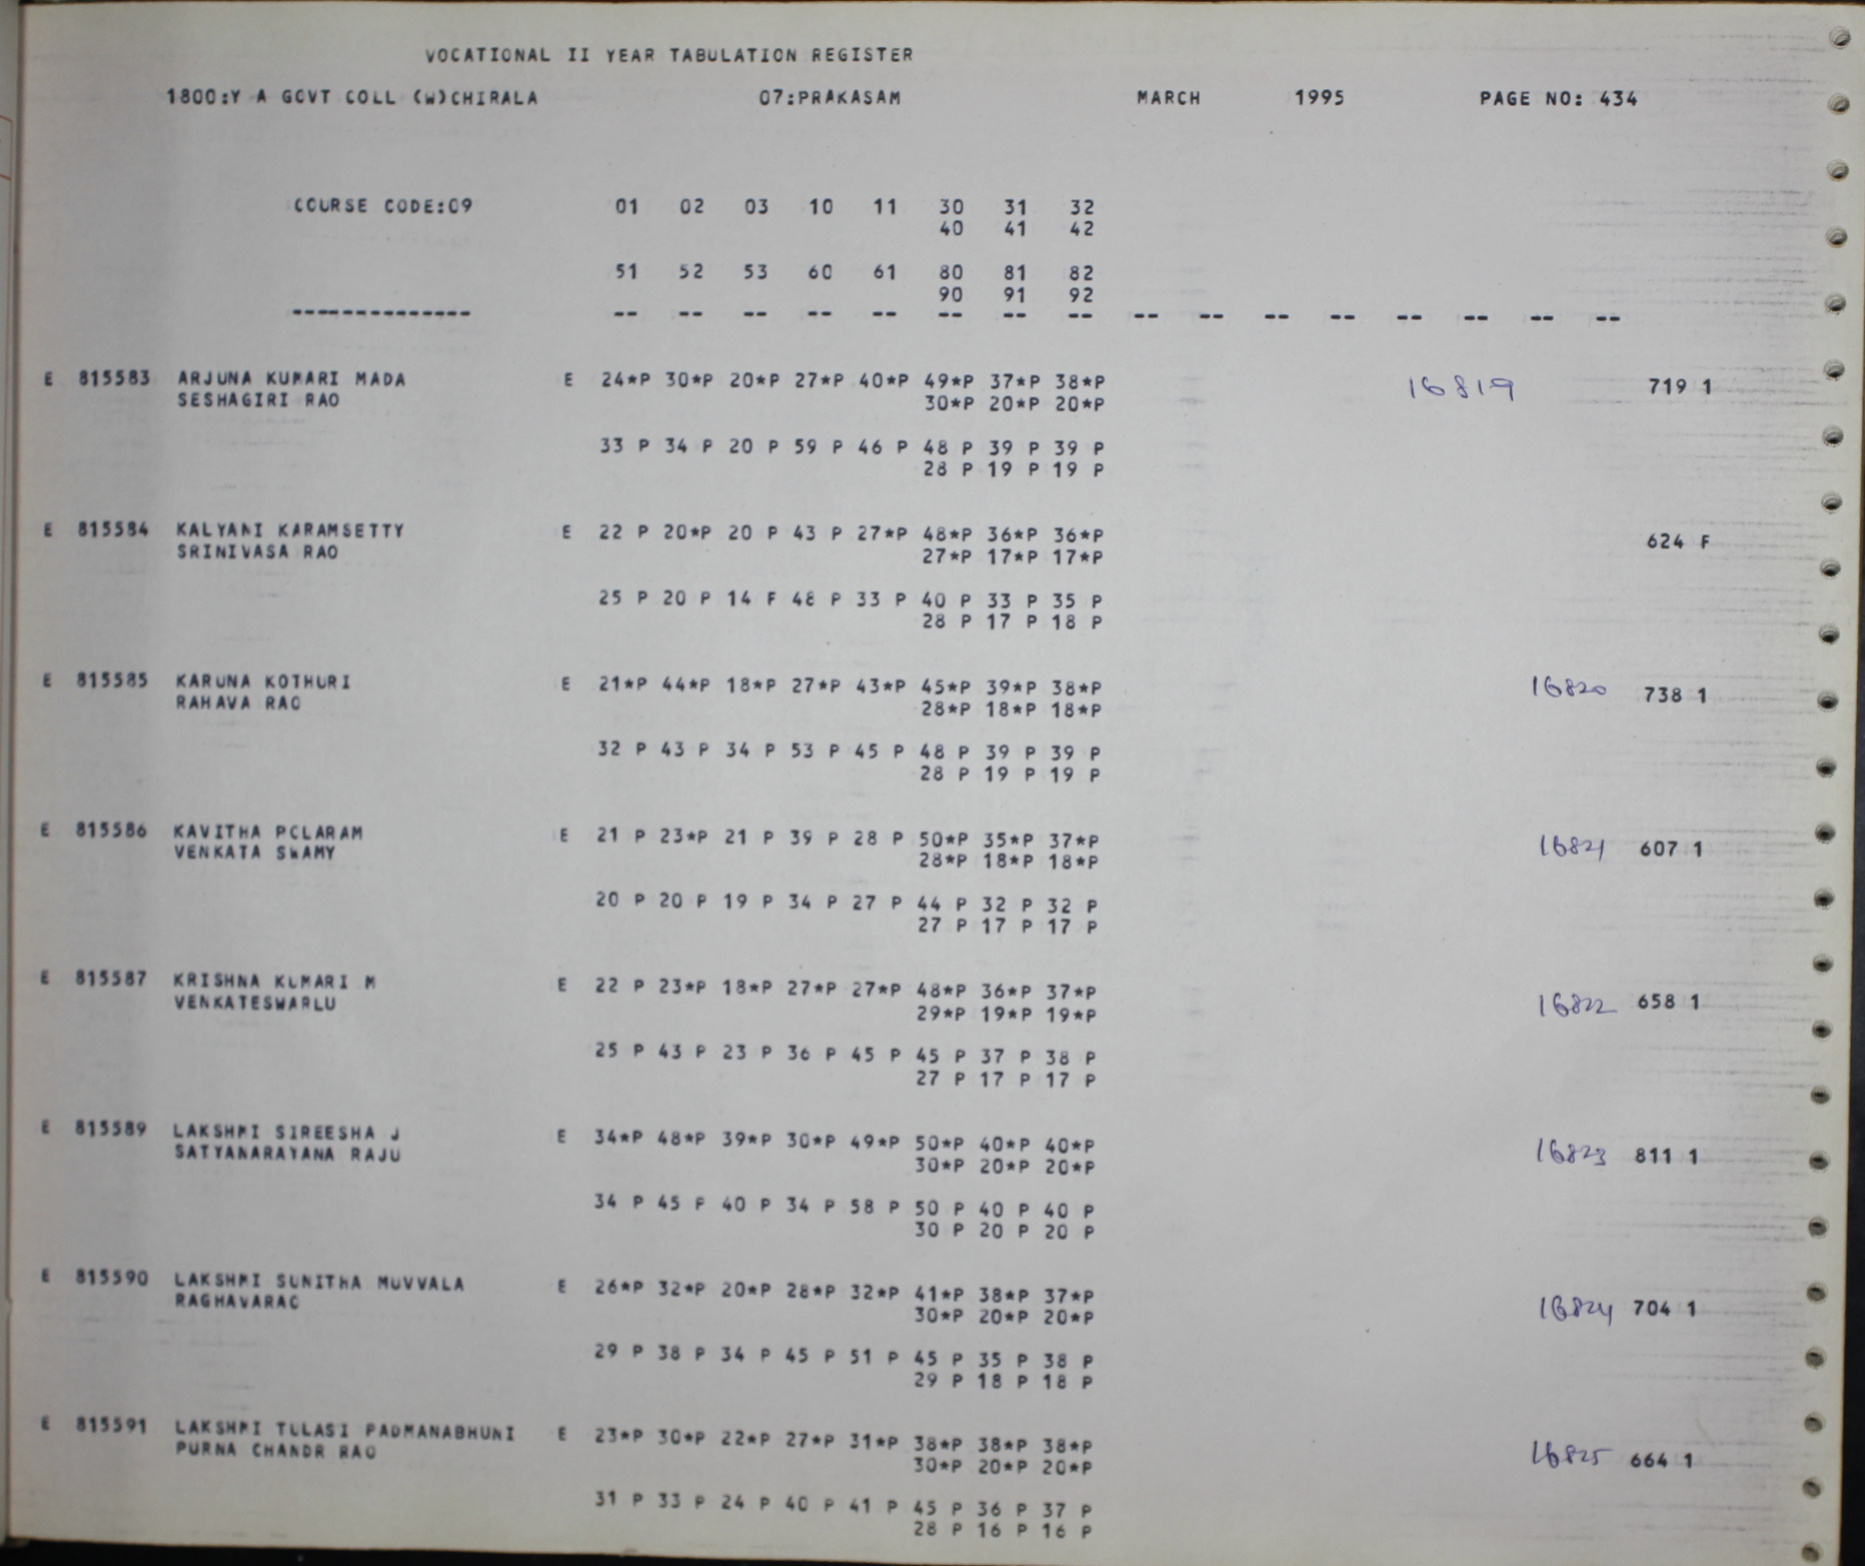 VOCATIONAL II YEAR TABULATION REGISTER
1800:Y A GOVT COLL (W)CHIRALA 07:PRAKASAM MARCH 1995 PAGE NO: 434
COURSE CODE:09 01 02 03 10 11 30 31 32
40 41 42
51 52 53 60 61 80 81 82
90 91 92
-------------- -- -- -- -- -- -- -- -- -- -- -- -- -- -- -- --
E 815583 ARJUNA KUMARI MADA E 24*P 30*P 20*P 27*P 40*P 49*P 37*P 38*P 16819 719 1
SESHAGIRI RAO 30*P 20*P 20*P
33 P 34 P 20 P 59 P 46 P 48 P 39 P 39 P
28 P 19 P 19 P
E 815584 KALYANI KARAMSETTY E 22 P 20*P 20 P 43 P 27*P 48*P 36*P 36*P 624 F
SRINIVASA RAO 27*P 17*P 17*P
25 P 20 P 14 F 48 P 33 P 40 P 33 P 35 P
28 P 17 P 18 P
E 815585 KARUNA KOTHURI E 21*P 44*P 18*P 27*P 43*P 45*P 39*P 38*P 16820 738 1
RAHAVA RAO 28*P 18*P 18*P
32 P 43 P 34 P 53 P 45 P 48 P 39 P 39 P
28 P 19 P 19 P
E 815586 KAVITHA POLARAM E 21 P 23*P 21 P 39 P 28 P 50*P 35*P 37*P 16821 607 1
VENKATA SWAMY 28*P 18*P 18*P
20 P 20 P 19 P 34 P 27 P 44 P 32 P 32 P
27 P 17 P 17 P
E 815587 KRISHNA KUMARI M E 22 P 23*P 18*P 27*P 27*P 48*P 36*P 37*P 16822 658 1
VENKATESWARLU 29*P 19*P 19*P
25 P 43 P 23 P 36 P 45 P 45 P 37 P 38 P
27 P 17 P 17 P
E 815589 LAKSHMI SIREESHA J E 34*P 48*P 39*P 30*P 49*P 50*P 40*P 40*P 16823 811 1
SATYANARAYANA RAJU 30*P 20*P 20*P
34 P 45 P 40 P 34 P 58 P 50 P 40 P 40 P
30 P 20 P 20 P
E 815590 LAKSHMI SUNITHA MUVVALA E 26*P 32*P 20*P 28*P 32*P 41*P 38*P 37*P 16824 704 1
RAGHAVARAO 30*P 20*P 20*P
29 P 38 P 34 P 45 P 51 P 45 P 35 P 38 P
29 P 18 P 18 P
E 815591 LAKSHMI TULASI PADMANABHUNI E 23*P 30*P 22*P 27*P 31*P 38*P 38*P 38*P 16825 664 1
PURNA CHANDR RAO 30*P 20*P 20*P
31 P 33 P 24 P 40 P 41 P 45 P 36 P 37 P
28 P 16 P 16 P